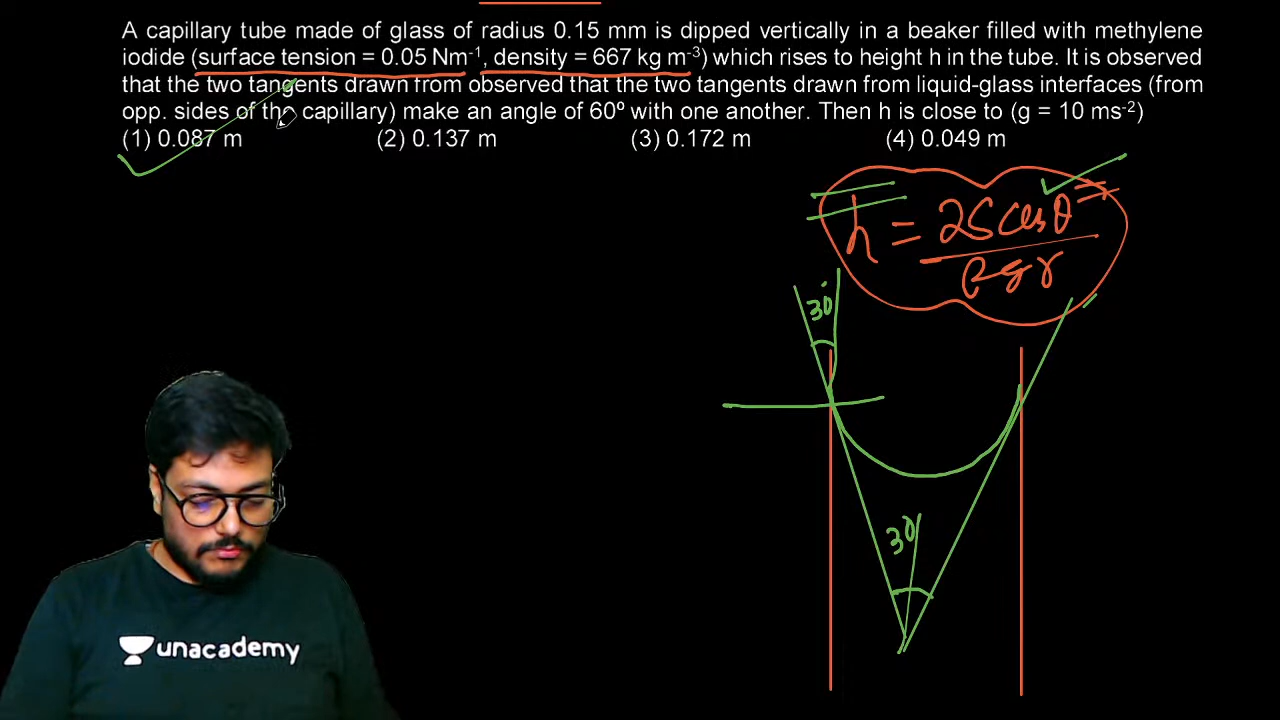 A capillary tube made of glass of radius 0.15 mm is dipped vertically in a beaker filled with methylene
iodide (surface tension = 0.05 Nm⁻¹, density = 667 kg m⁻³) which rises to height h in the tube. It is observed
that the two tangents drawn from observed that the two tangents drawn from liquid-glass interfaces (from
opp. sides of the capillary) make an angle of 60º with one another. Then h is close to (g = 10 ms⁻²)
(1) 0.087 m (2) 0.137 m (3) 0.172 m (4) 0.049 m
h = 2S cosθ
ρgr
30°
30°
unacademy